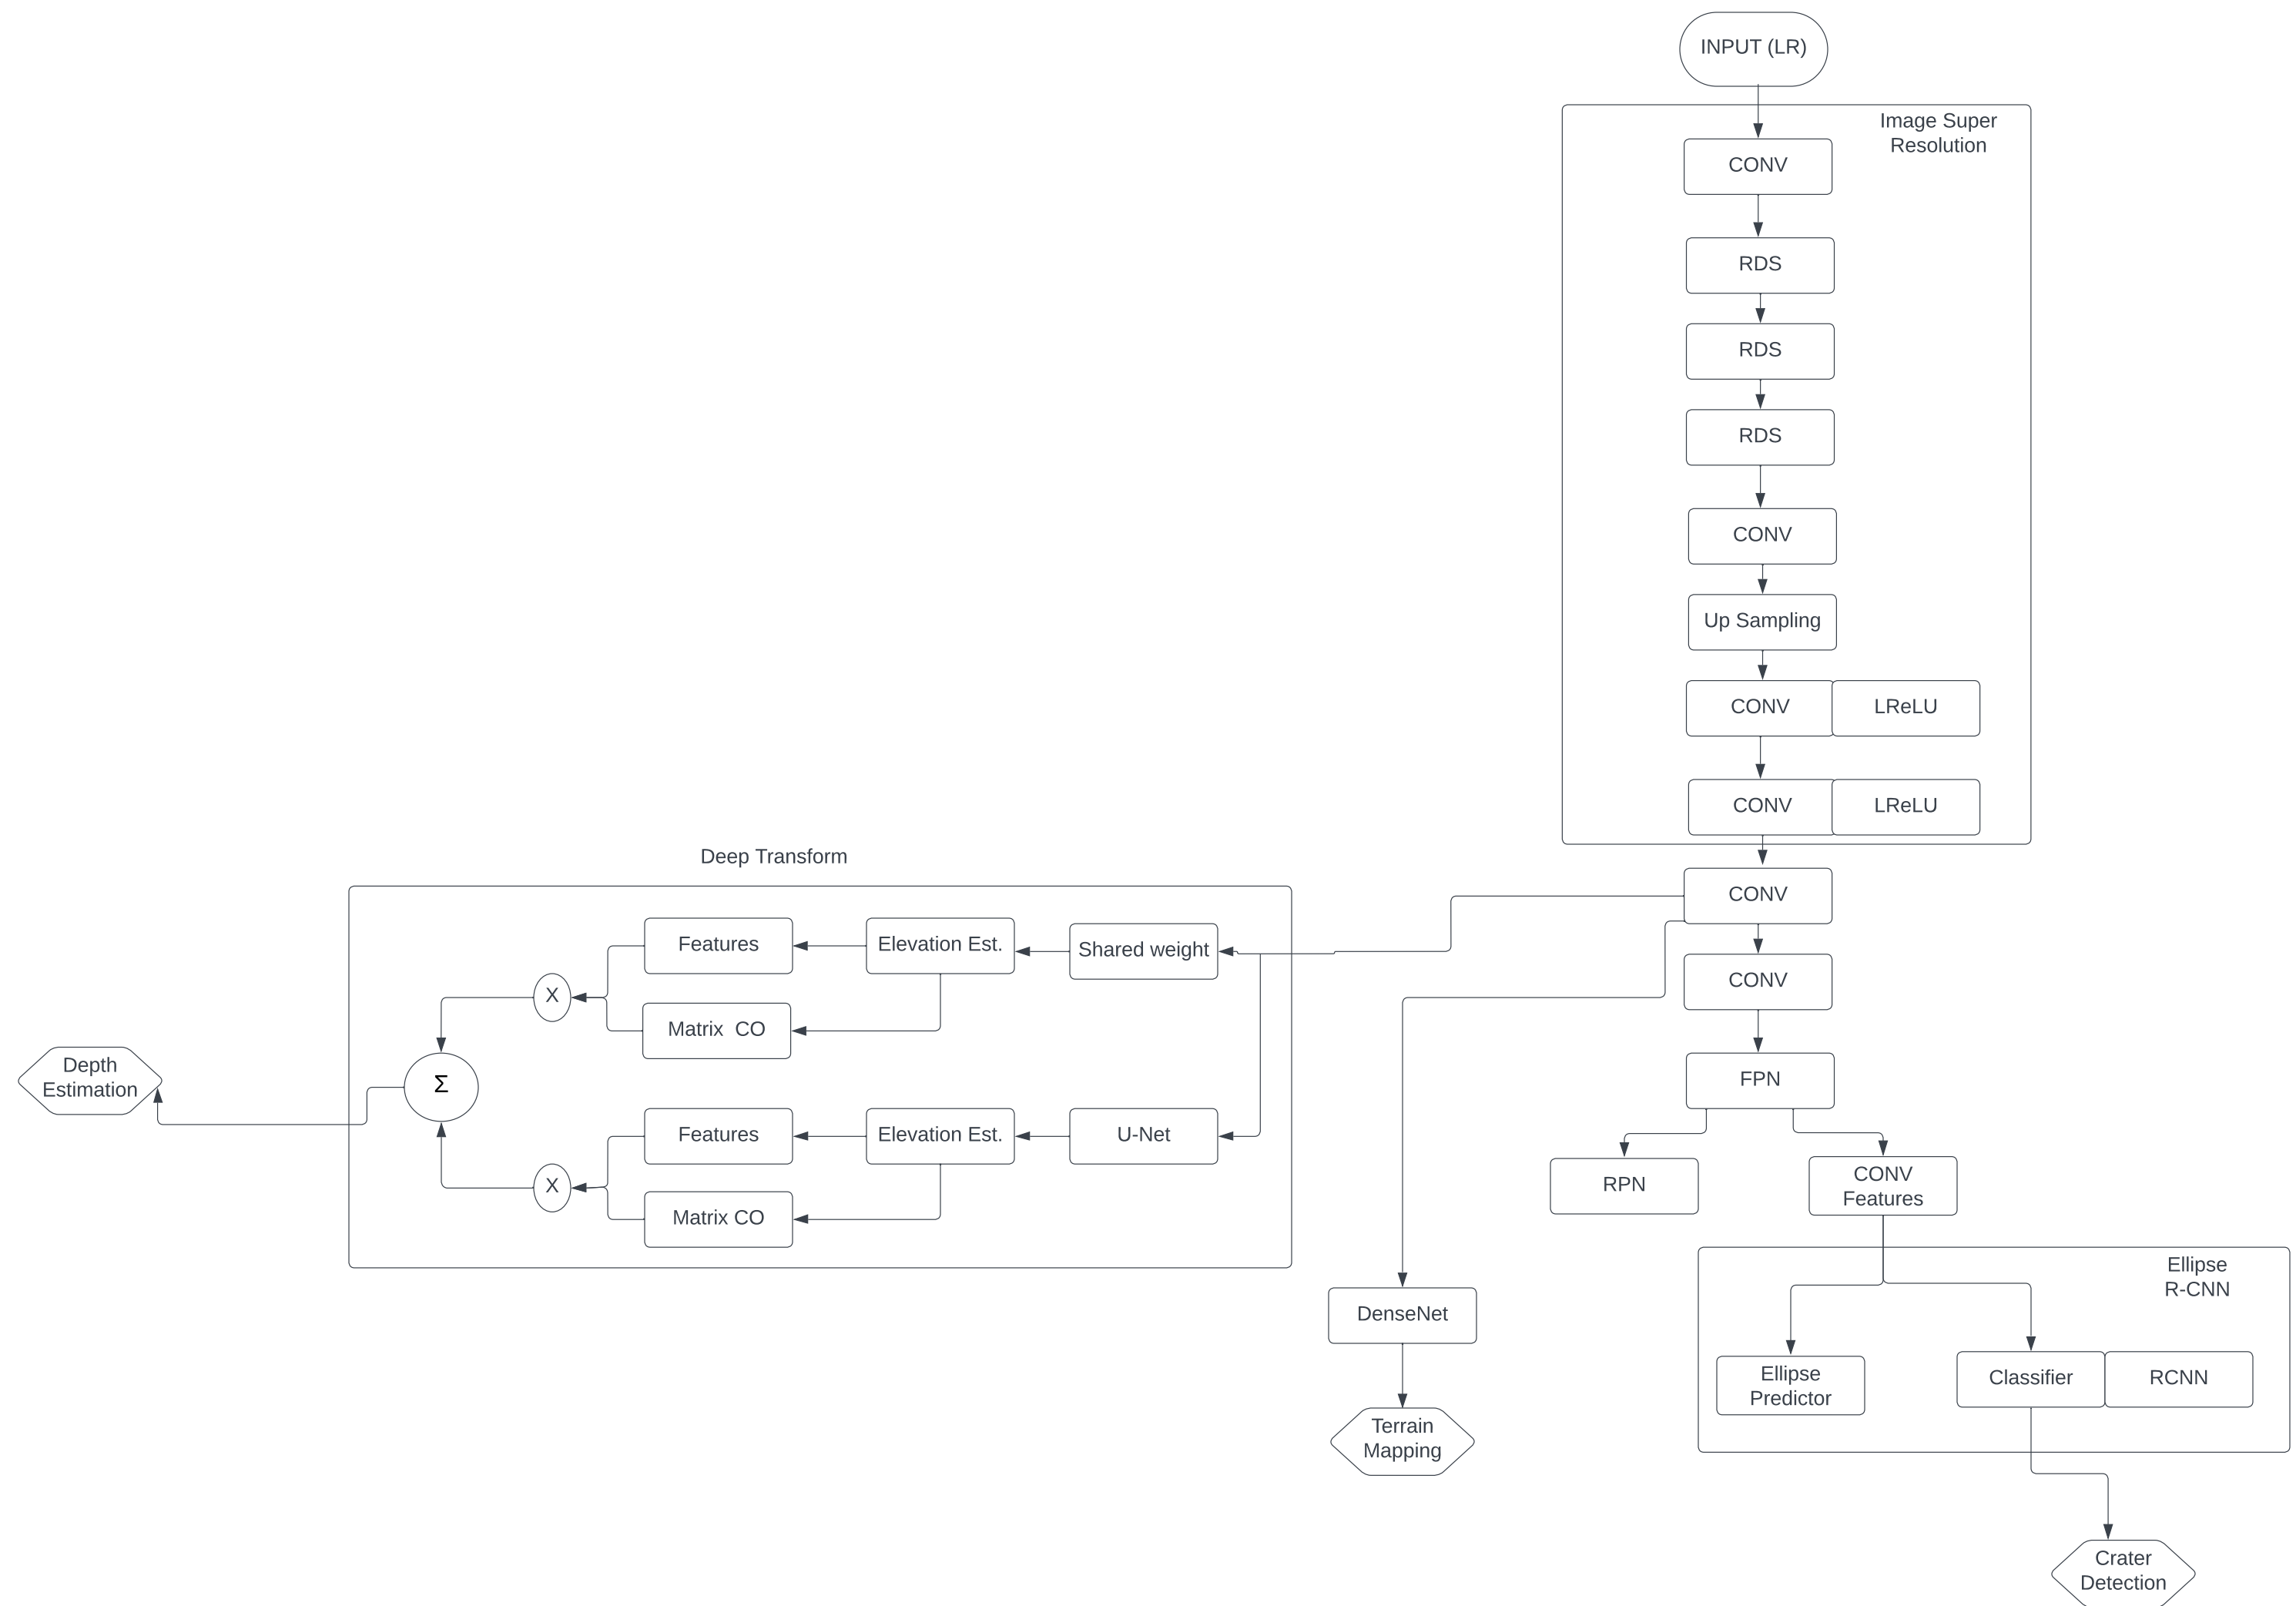 INPUT (LR)
Image Super
Resolution
CONV
RDS
RDS
RDS
CONV
Up Sampling
CONV
LReLU
CONV
LReLU
Deep Transform
CONV
Features
Elevation Est.
Shared weight
CONV
X
Matrix  CO
Depth
Estimation
Σ
FPN
Features
Elevation Est.
U-Net
RPN
CONV
Features
X
Matrix CO
Ellipse
R-CNN
DenseNet
Ellipse
Predictor
Classifier
RCNN
Terrain
Mapping
Crater
Detection